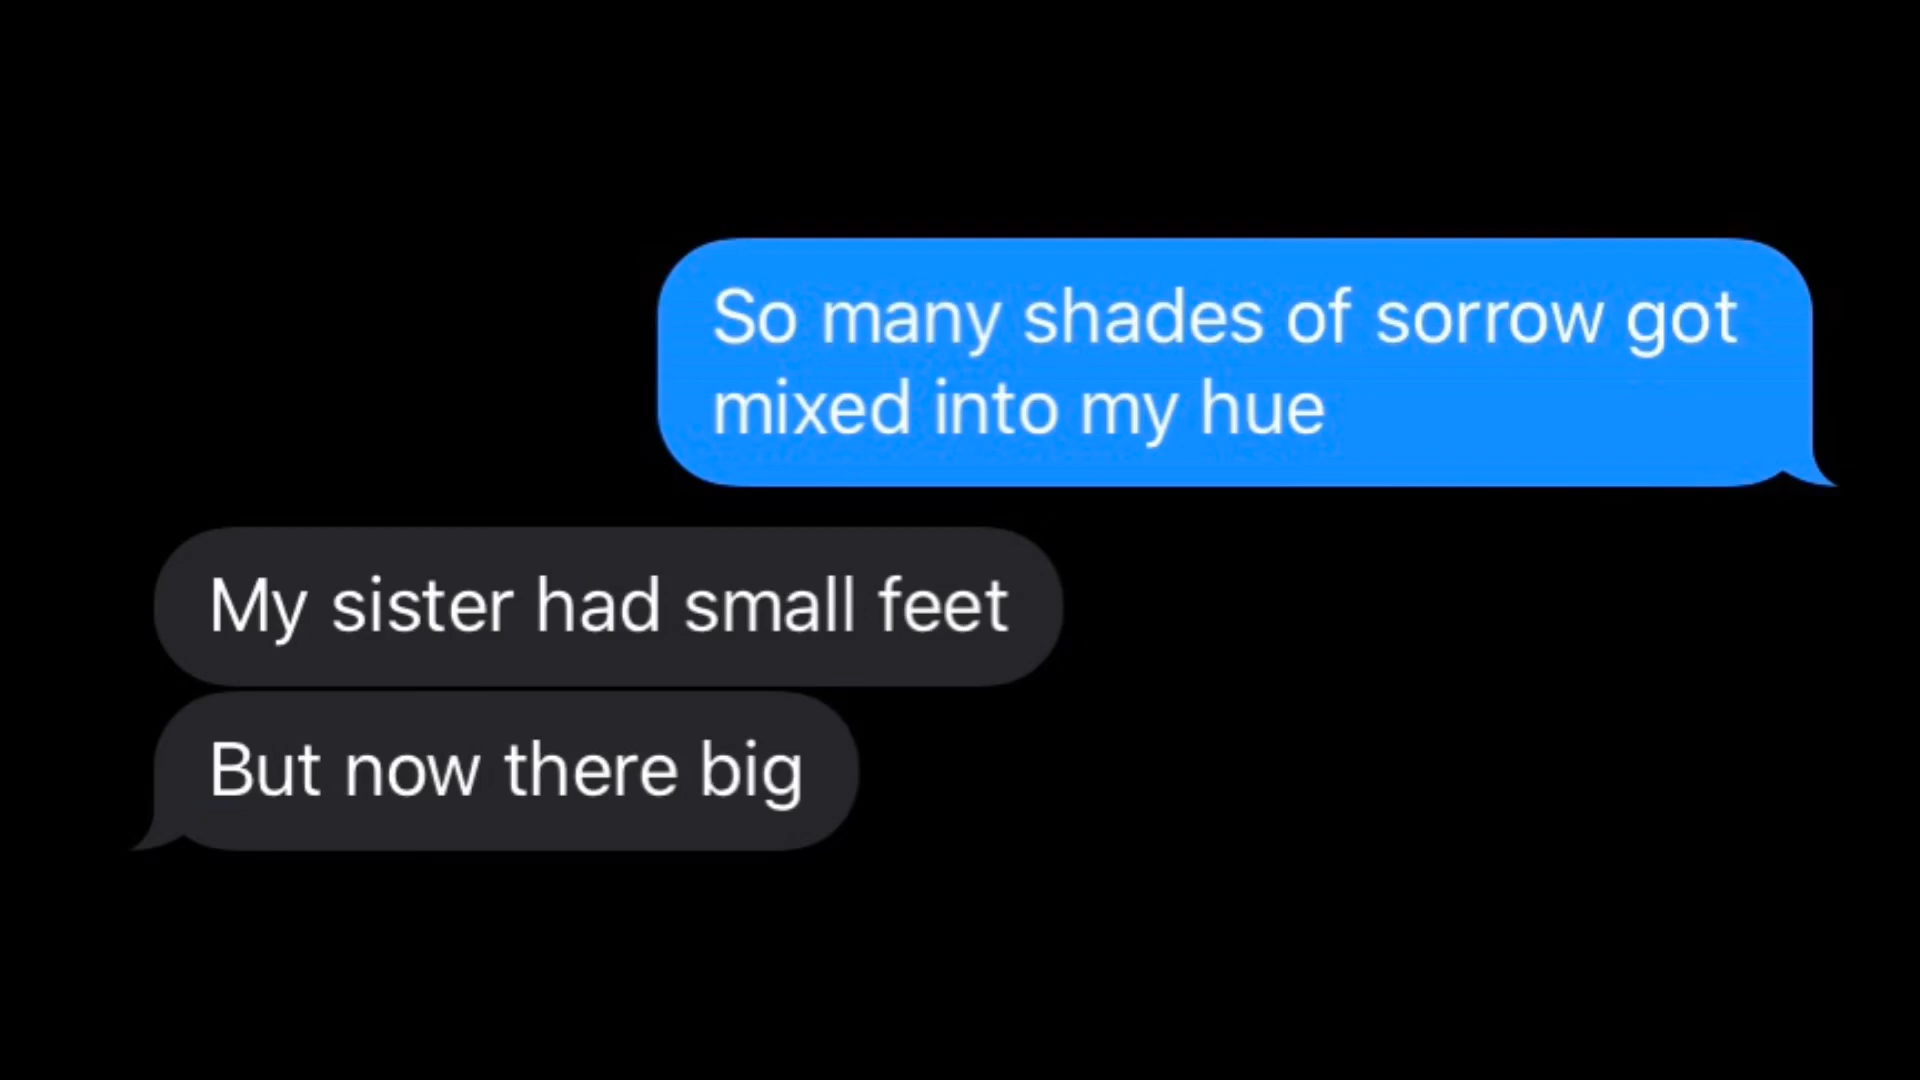 So many shades of sorrow got
mixed into my hue
My sister had small feet
But now there big